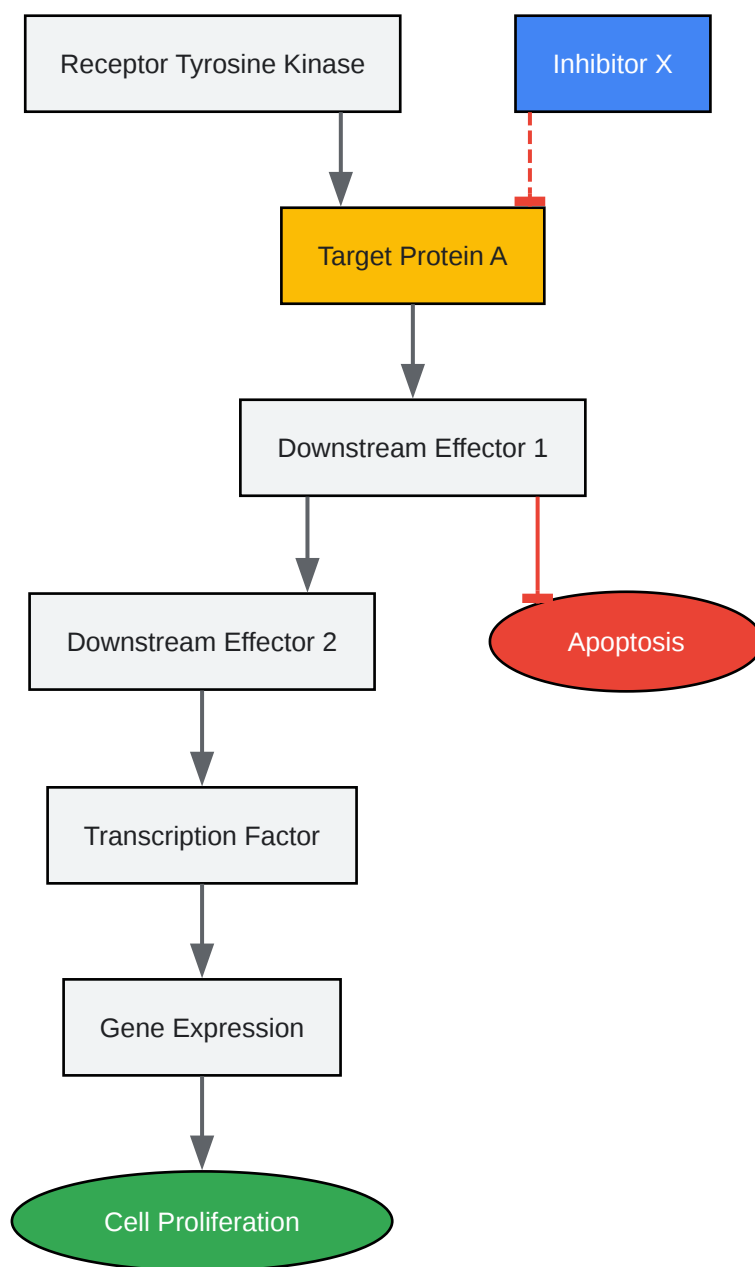 Receptor Tyrosine Kinase
Inhibitor X
Target Protein A
Downstream Effector 1
Downstream Effector 2
Apoptosis
Transcription Factor
Gene Expression
Cell Proliferation